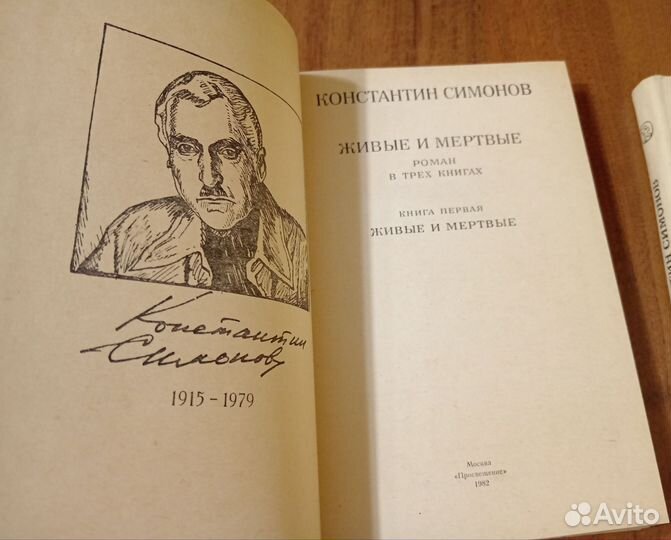 Константин
Симонов
1915 – 1979
КОНСТАНТИН СИМОНОВ
ЖИВЫЕ И МЕРТВЫЕ
РОМАН
В ТРЕХ КНИГАХ
КНИГА ПЕРВАЯ
ЖИВЫЕ И МЕРТВЫЕ
Москва
«Просвещение»
1982
Avito